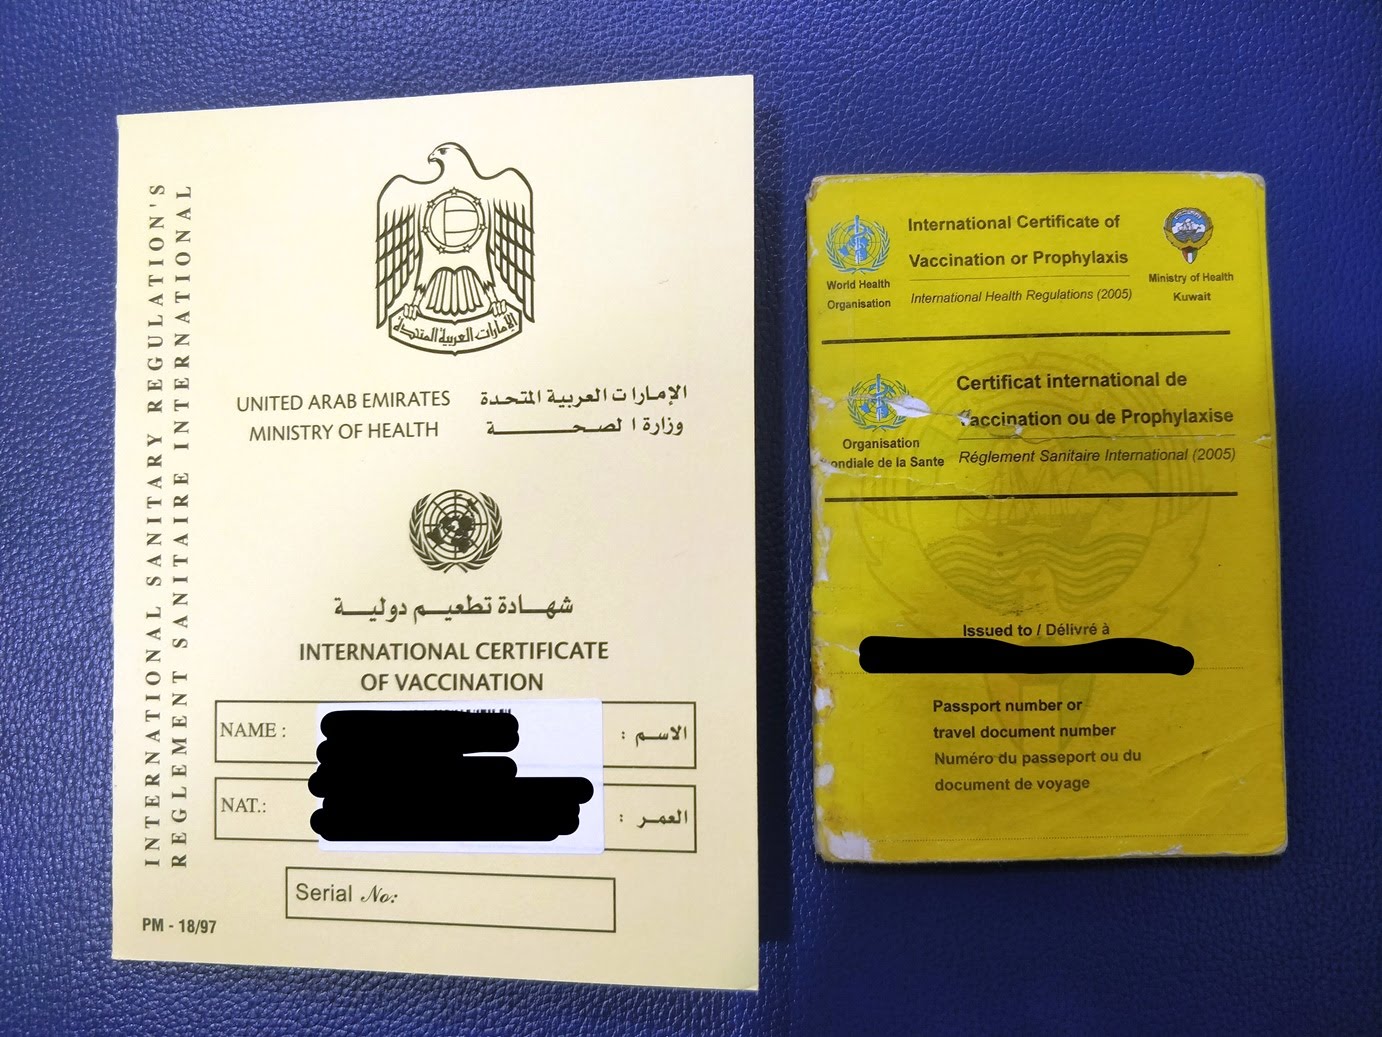 INTERNATIONAL SANITARY REGULATION'S
REGLEMENT SANITAIRE INTERNATIONAL
الإمارات العربية المتحدة
UNITED ARAB EMIRATES
MINISTRY OF HEALTH
الإمارات العربية المتحدة
وزارة الصحة
شهادة تطعيم دولية
INTERNATIONAL CERTIFICATE
OF VACCINATION
NAME : الاسم :
NAT.: العمر :
Serial No:
PM - 18/97
World Health
Organisation
International Certificate of
Vaccination or Prophylaxis
International Health Regulations (2005)
Ministry of Health
Kuwait
Organisation
ondiale de la Sante
Certificat international de
accination ou de Prophylaxise
Réglement Sanitaire International (2005)
Issued to / Délivré à
Passport number or
travel document number
Numéro du passeport ou du
document de voyage